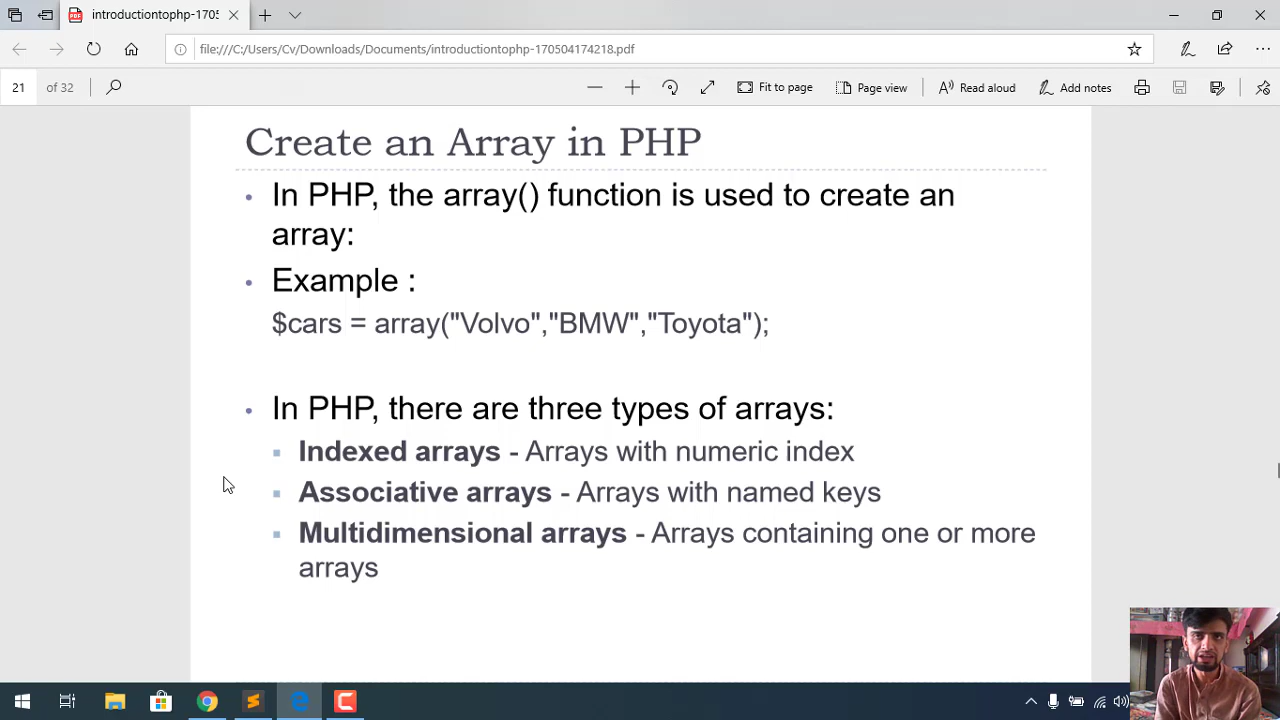 introductiontophp-1705
file:///C:/Users/Cv/Downloads/Documents/introductiontophp-170504174218.pdf
21 of 32
Fit to page
Page view
Read aloud
Add notes
Create an Array in PHP
• In PHP, the array() function is used to create an
array:
• Example :
$cars = array("Volvo","BMW","Toyota");
• In PHP, there are three types of arrays:
▪ Indexed arrays - Arrays with numeric index
▪ Associative arrays - Arrays with named keys
▪ Multidimensional arrays - Arrays containing one or more
arrays